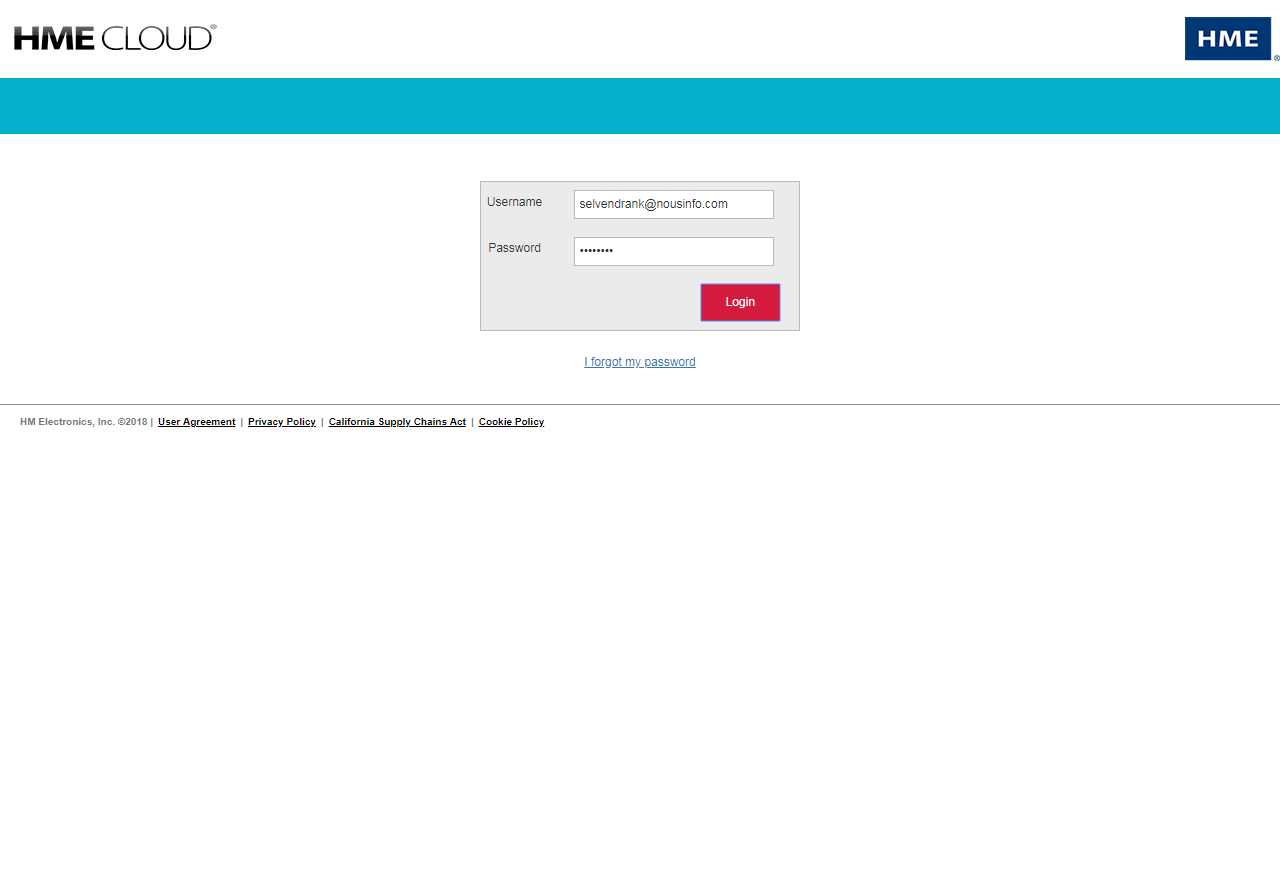 HME CLOUD®
HME®
Username
selvendrank@nousinfo.com
Password
••••••••
Login
I forgot my password
HM Electronics, Inc. ©2018 | User Agreement | Privacy Policy | California Supply Chains Act | Cookie Policy